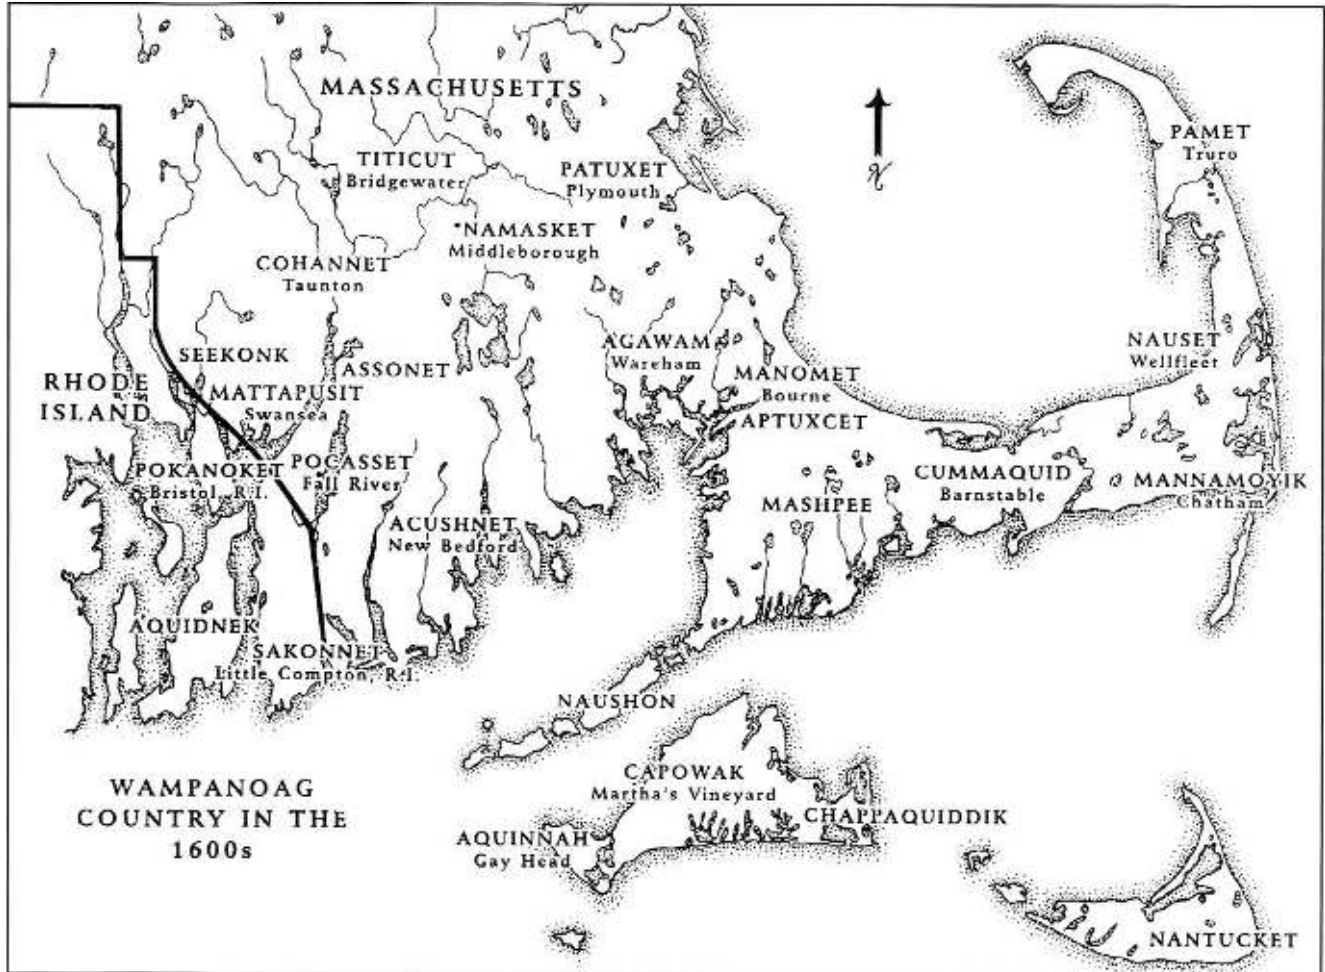 MASSACHUSETTS
PAMET
Truro
TITICUT
Bridgewater
PATUXET
Plymouth
N
NAMASKET
Middleborough
COHANNET
Taunton
SEEKONK
ASSONET
AGAWAM
Wareham
NAUSET
Wellfleet
RHODE
ISLAND
MATTAPUSIT
Swansea
MANOMET
Bourne
APTUXCET
POKANOKET
Bristol, R.I.
POCASSET
Fall River
CUMMAQUID
Barnstable
MANNAMOYIK
Chatham
ACUSHNET
New Bedford
MASHPEE
AQUIDNEK
SAKONNET
Little Compton, R.I.
NAUSHON
WAMPANOAG
COUNTRY IN THE
1600s
CAPOWAK
Martha's Vineyard
CHAPPAQUIDDIK
AQUINNAH
Gay Head
NANTUCKET